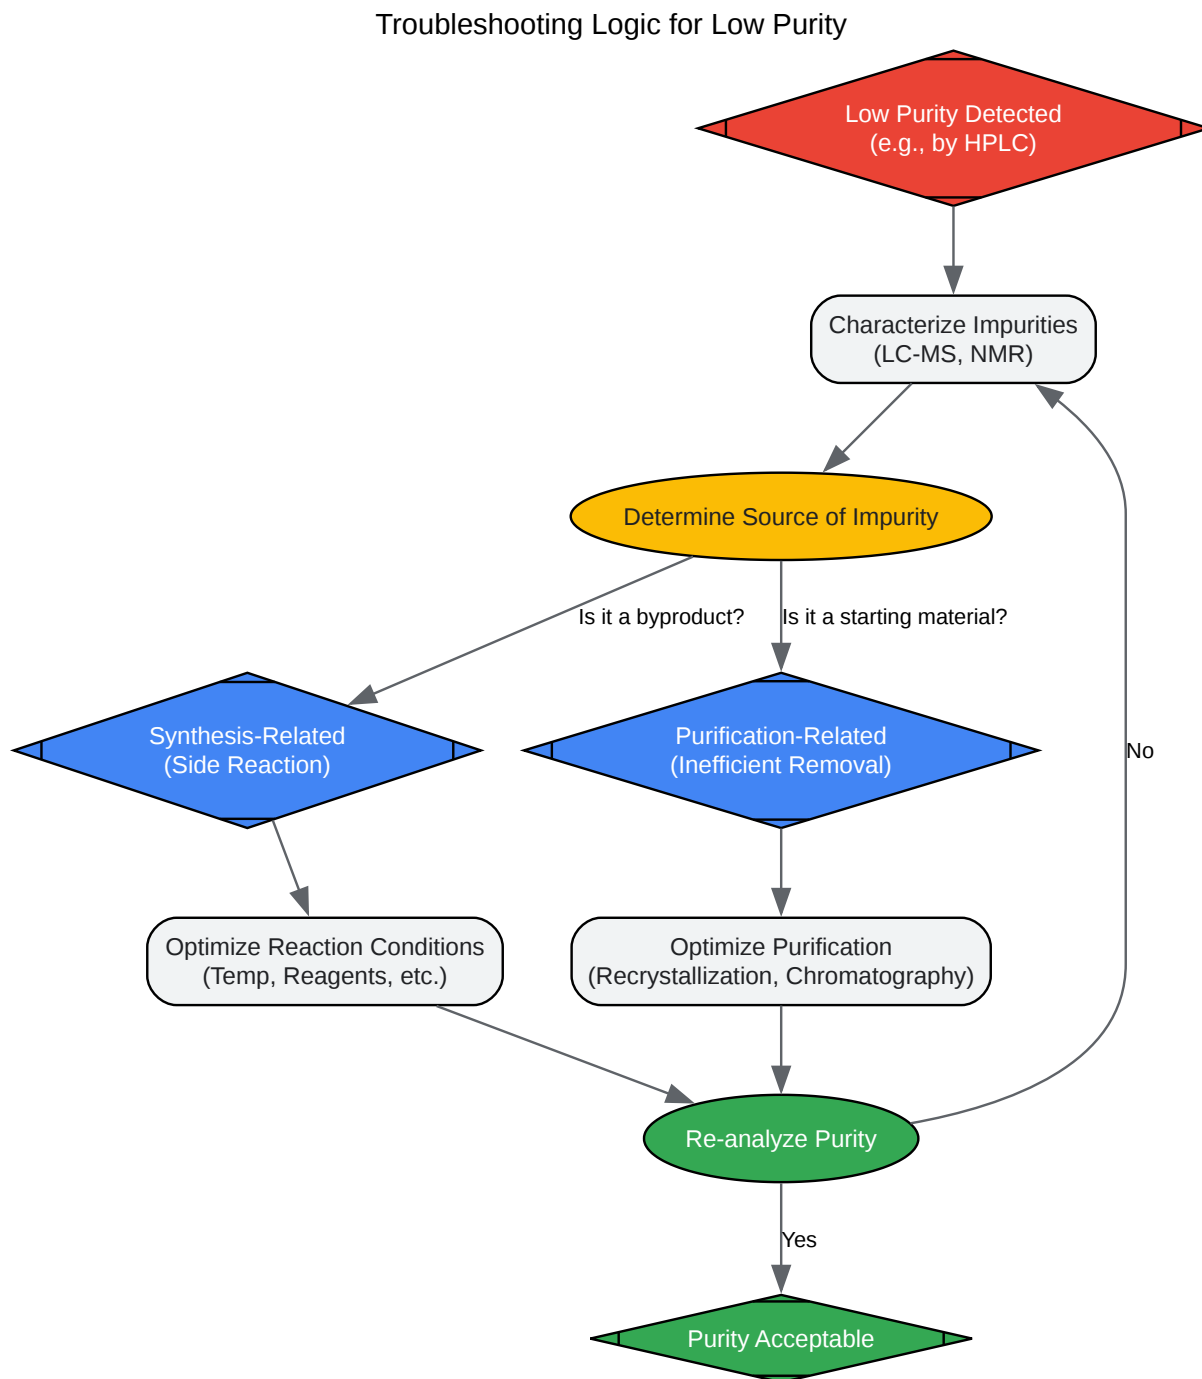 Troubleshooting Logic for Low Purity
Low Purity Detected
(e.g., by HPLC)
Characterize Impurities
(LC-MS, NMR)
Determine Source of Impurity
Is it a byproduct?
Is it a starting material?
Synthesis-Related
(Side Reaction)
Purification-Related
(Inefficient Removal)
No
Optimize Reaction Conditions
(Temp, Reagents, etc.)
Optimize Purification
(Recrystallization, Chromatography)
Re-analyze Purity
Yes
Purity Acceptable